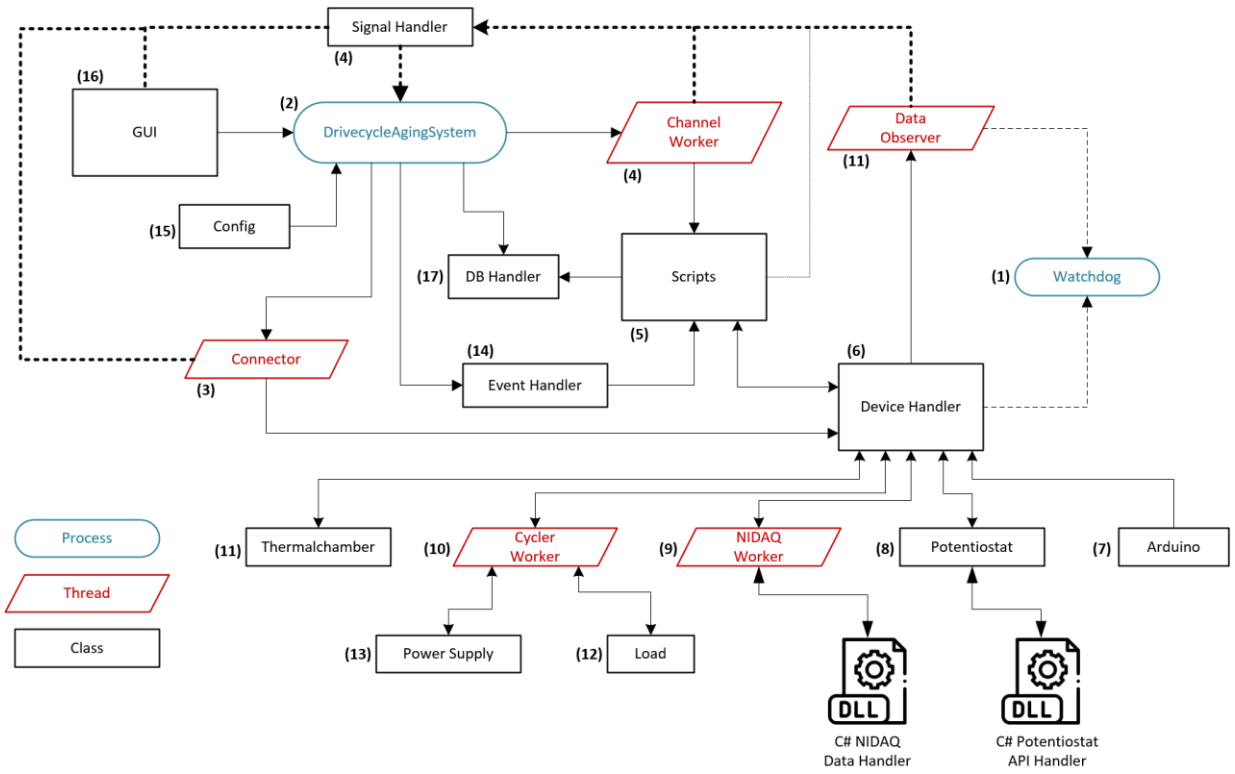 Signal Handler
(4)
(16)
GUI
(2)
DrivecycleAgingSystem
Channel
Worker
(4)
Data
Observer
(11)
(15)
Config
(17)
DB Handler
Scripts
(5)
(1)
Watchdog
Connector
(3)
(14)
Event Handler
(6)
Device Handler
Process
Thread
Class
(11)
Thermalchamber
(10)
Cycler
Worker
(9)
NIDAQ
Worker
(8)
Potentiostat
(7)
Arduino
(13)
Power Supply
(12)
Load
DLL
C# NIDAQ
Data Handler
DLL
C# Potentiostat
API Handler